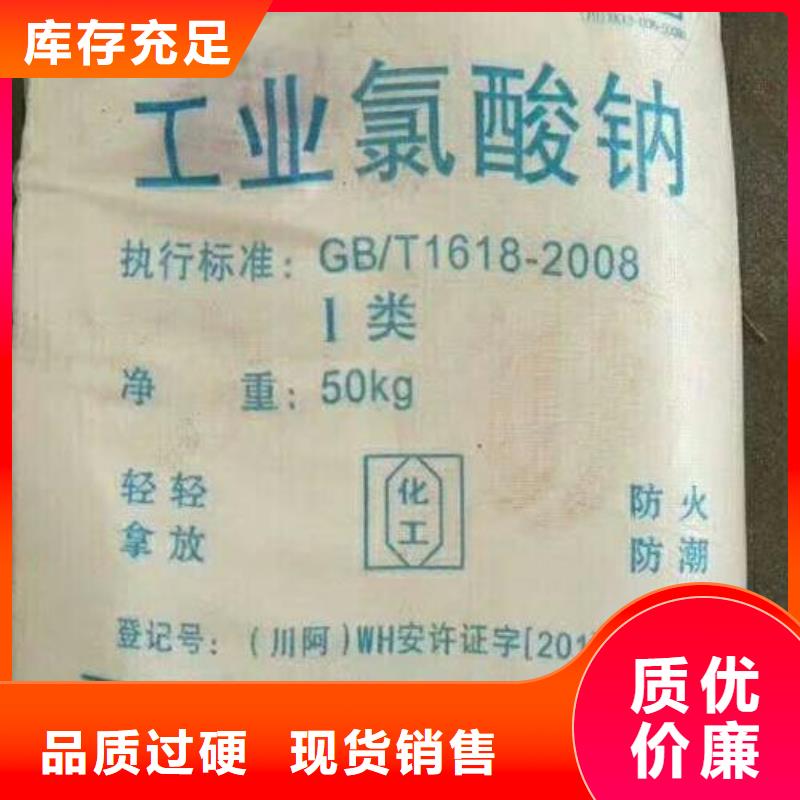 库存充足
工业氯酸钠
执行标准：GB/T1618-2008
I 类
净 重：50kg
轻轻
拿放
化
工
防火
防潮
登记号：（川阿）WH安许证字[201
质优
价廉
品质过硬 现货销售